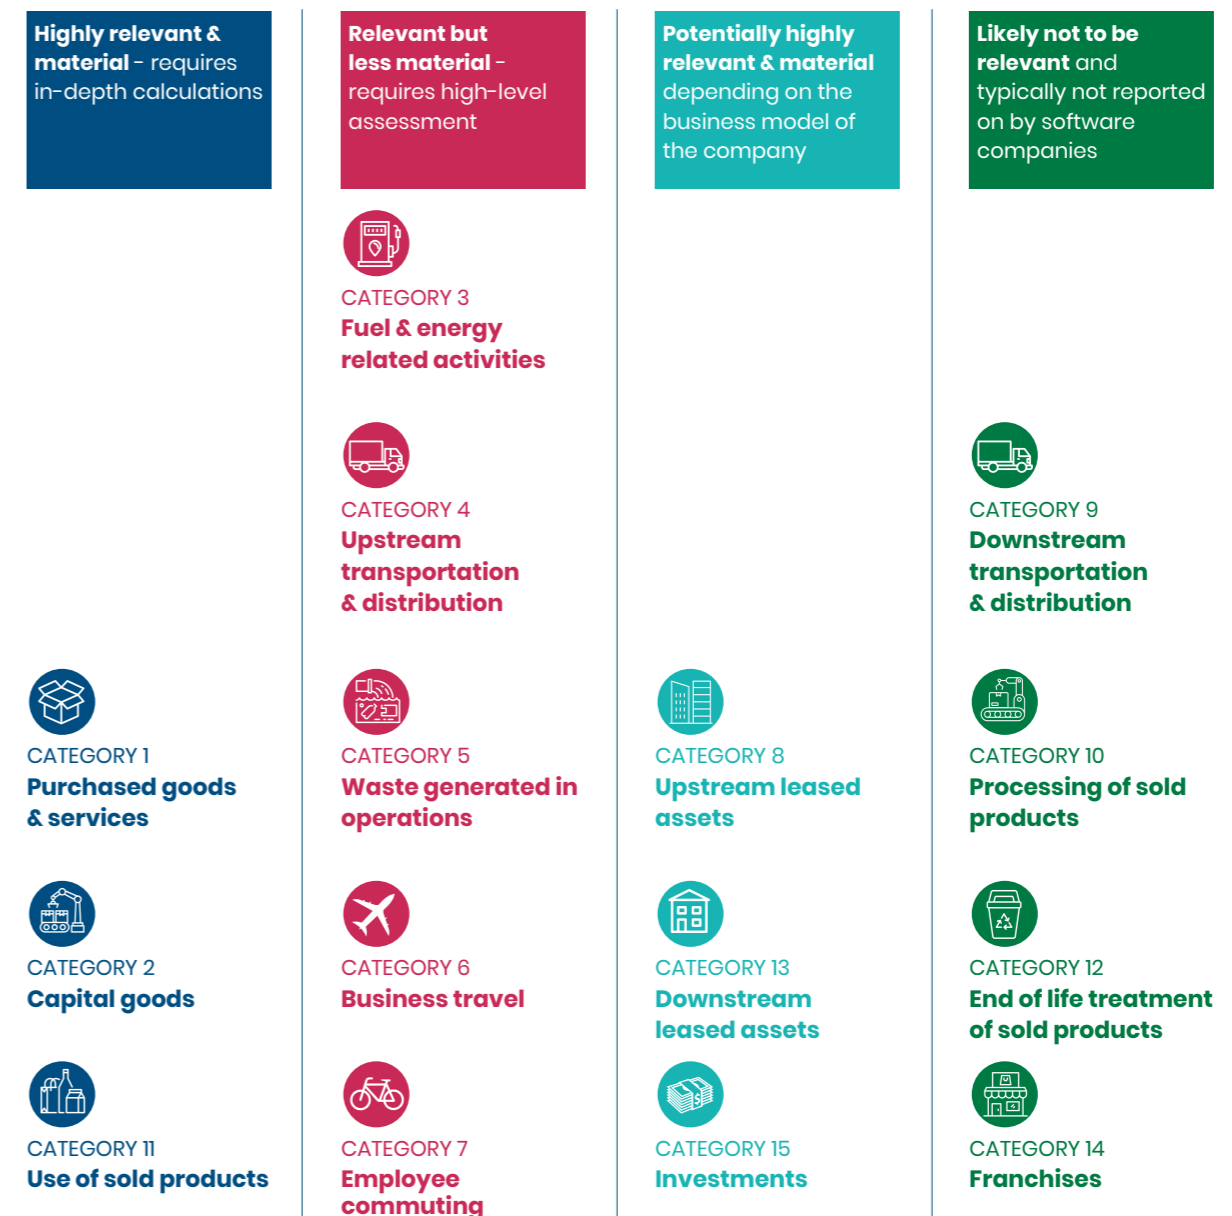 Highly relevant &
material - requires
in-depth calculations
Relevant but
less material -
requires high-level
assessment
Potentially highly
relevant & material
depending on the
business model of
the company
Likely not to be
relevant and
typically not reported
on by software
companies
CATEGORY 1
Purchased goods
& services
CATEGORY 2
Capital goods
CATEGORY 11
Use of sold products
CATEGORY 3
Fuel & energy
related activities
CATEGORY 4
Upstream
transportation
& distribution
CATEGORY 5
Waste generated in
operations
CATEGORY 6
Business travel
CATEGORY 7
Employee
commuting
CATEGORY 8
Upstream leased
assets
CATEGORY 13
Downstream
leased assets
CATEGORY 15
Investments
CATEGORY 9
Downstream
transportation
& distribution
CATEGORY 10
Processing of sold
products
CATEGORY 12
End of life treatment
of sold products
CATEGORY 14
Franchises